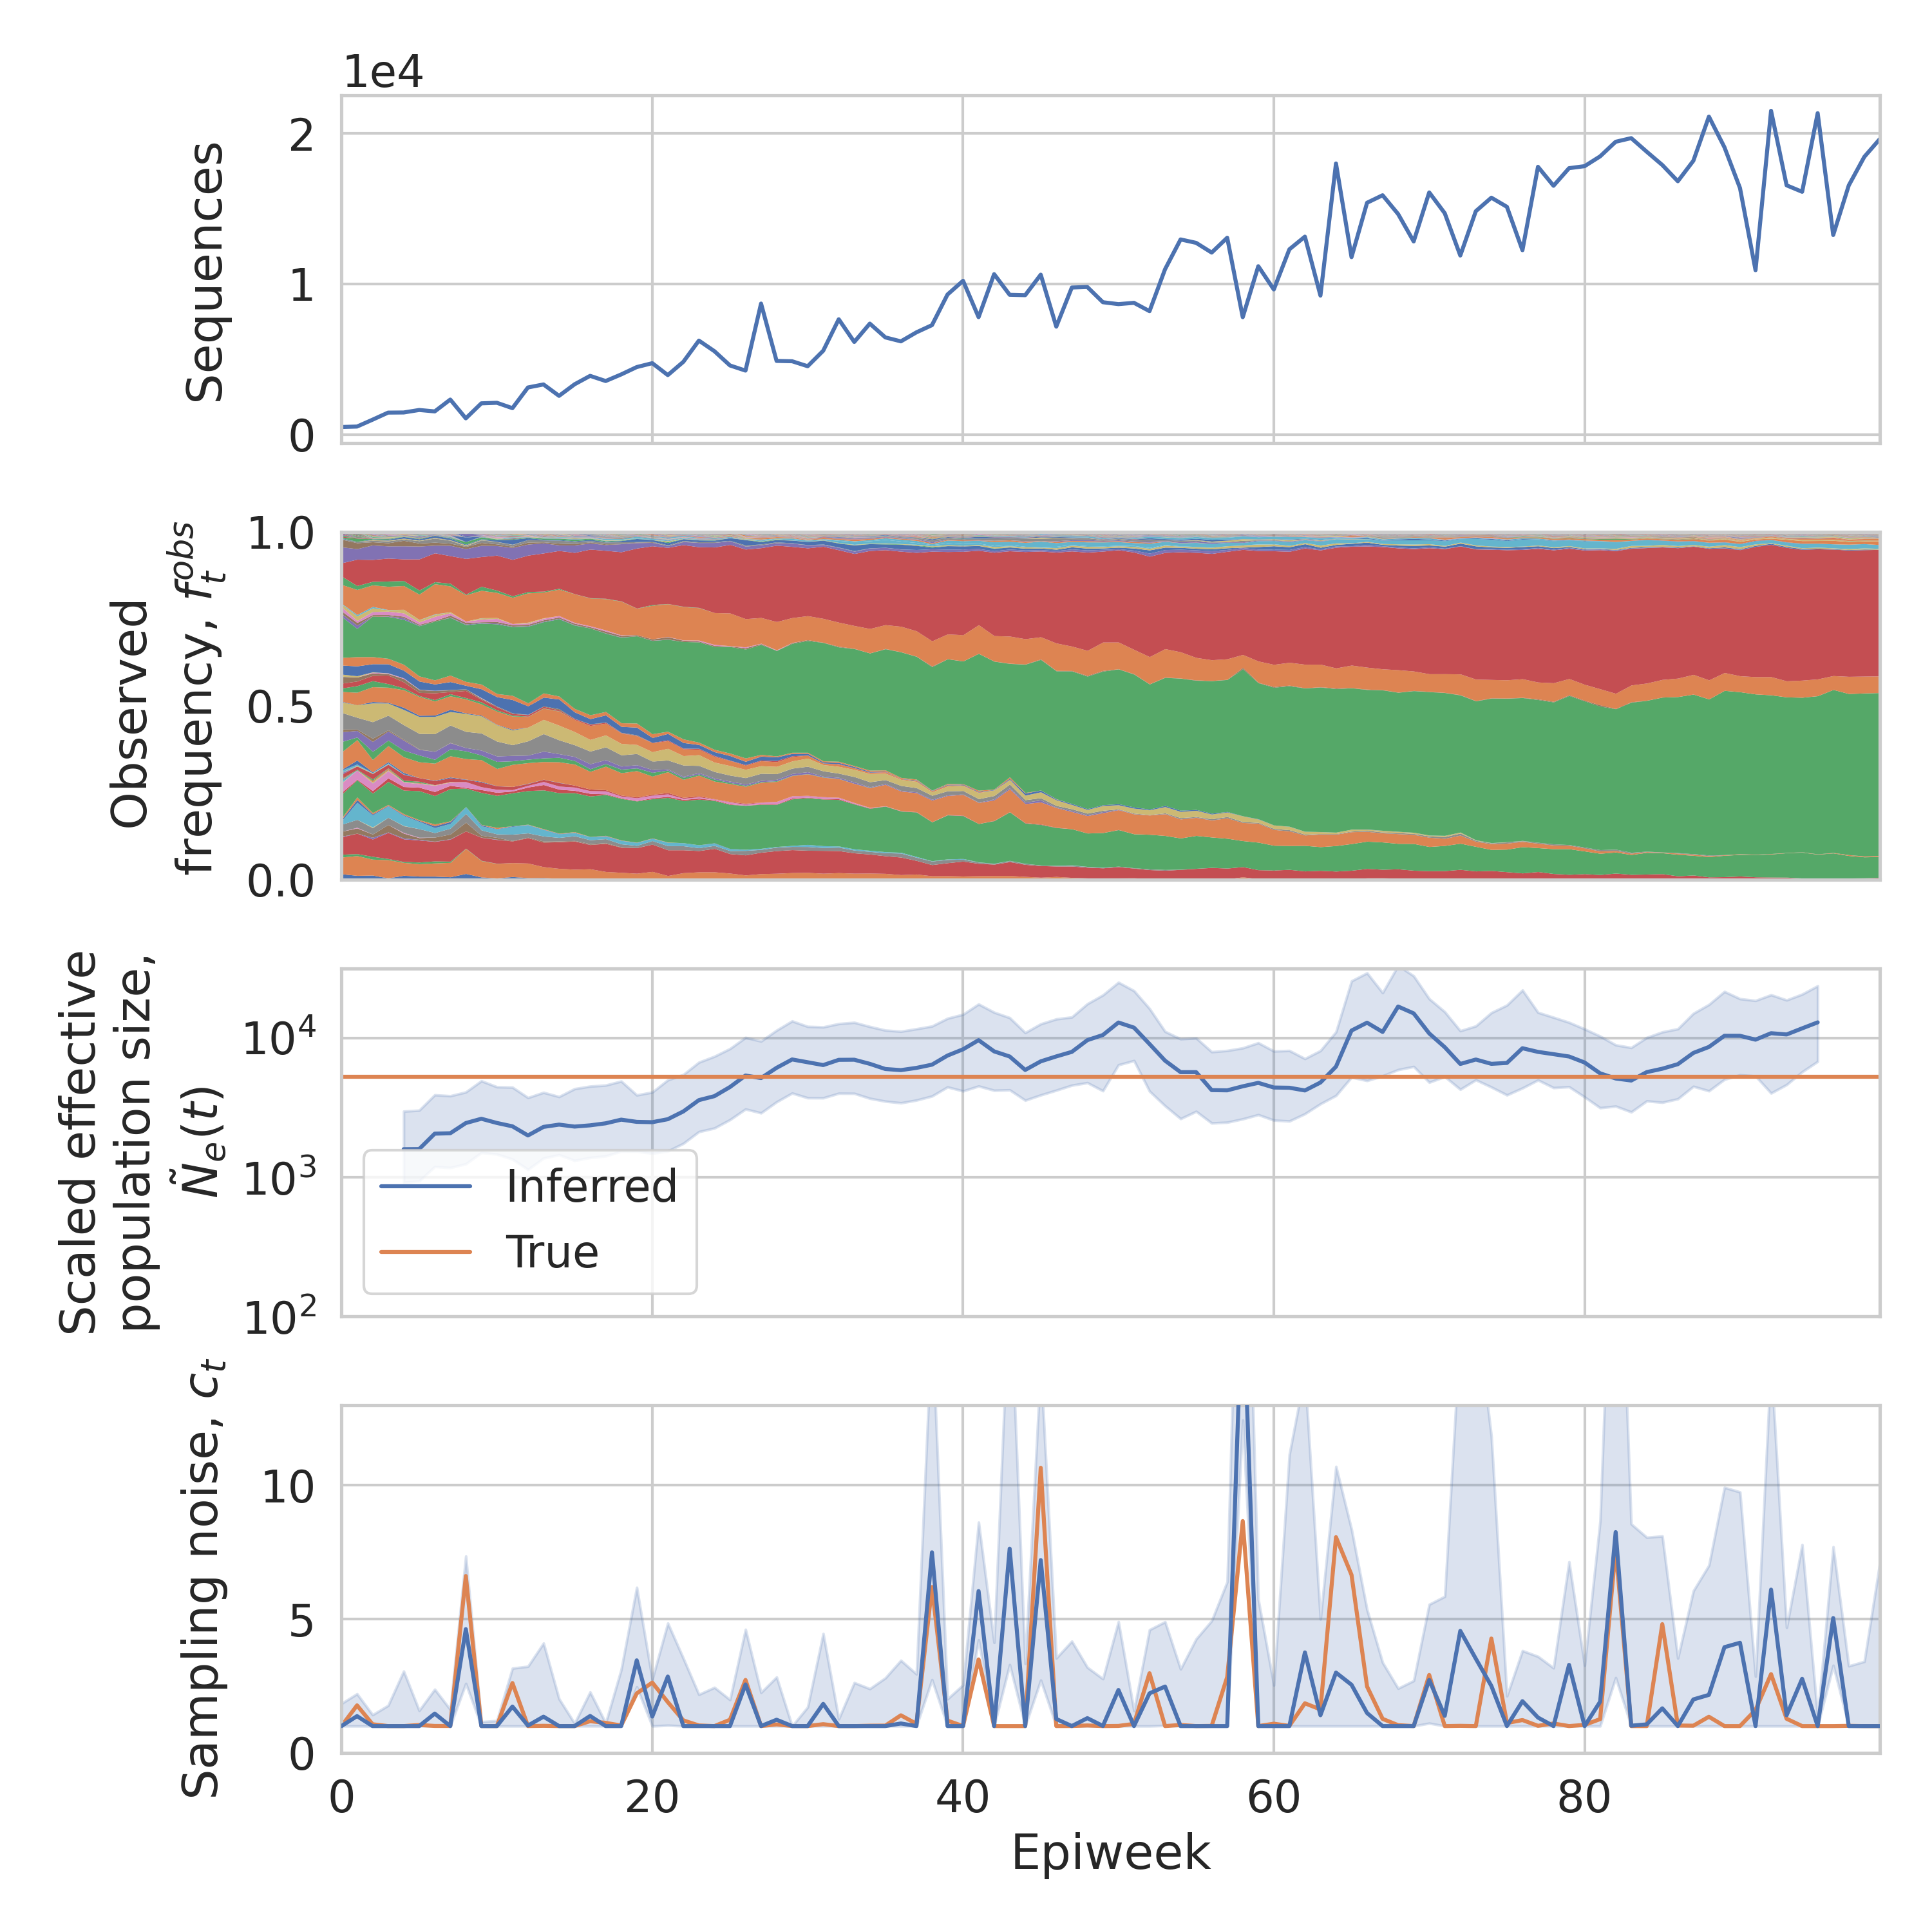 1e4
2
1
0
Sequences
1.0
0.5
0.0
Observed
frequency, f_t^{obs}
10^4
10^3
10^2
Scaled effective
population size,
Ñ_e(t)
Inferred
True
10
5
0
Sampling noise, c_t
0 20 40 60 80
Epiweek